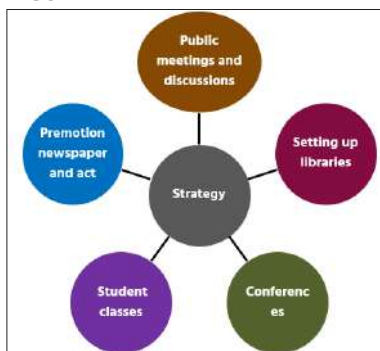 Public
meetings and
discussions
Premotion
newspaper
and act
Setting up
libraries
Strategy
Student
classes
Conferenc
es